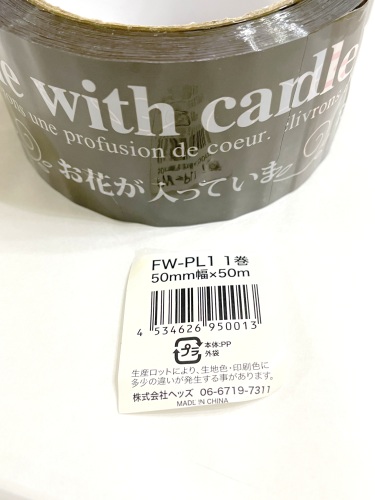 e with candle
ons une profusion de coeur. livrons
お花が入っていま
FW-PL1 1巻
50mm幅×50m
4 534626 950013
プラ
本体:PP
外袋
生産ロットにより、生地色・印刷色に
多少の違いが発生する事があります。
株式会社ヘッズ 06-6719-7311
MADE IN CHINA